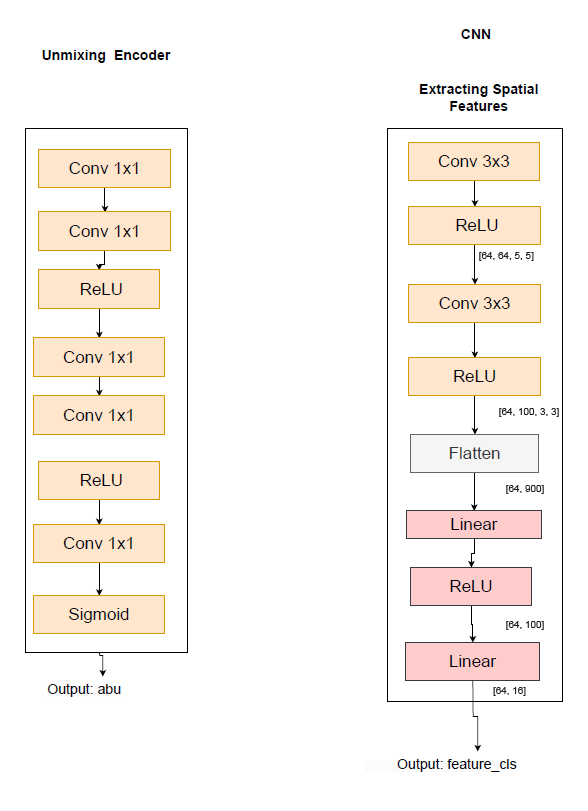 Unmixing Encoder
Conv 1x1
Conv 1x1
ReLU
Conv 1x1
Conv 1x1
ReLU
Conv 1x1
Sigmoid
Output: abu
CNN
Extracting Spatial
Features
Conv 3x3
ReLU
[64, 64, 5, 5]
Conv 3x3
ReLU
[64, 100, 3, 3]
Flatten
[64, 900]
Linear
ReLU
[64, 100]
Linear
[64, 16]
Output: feature_cls